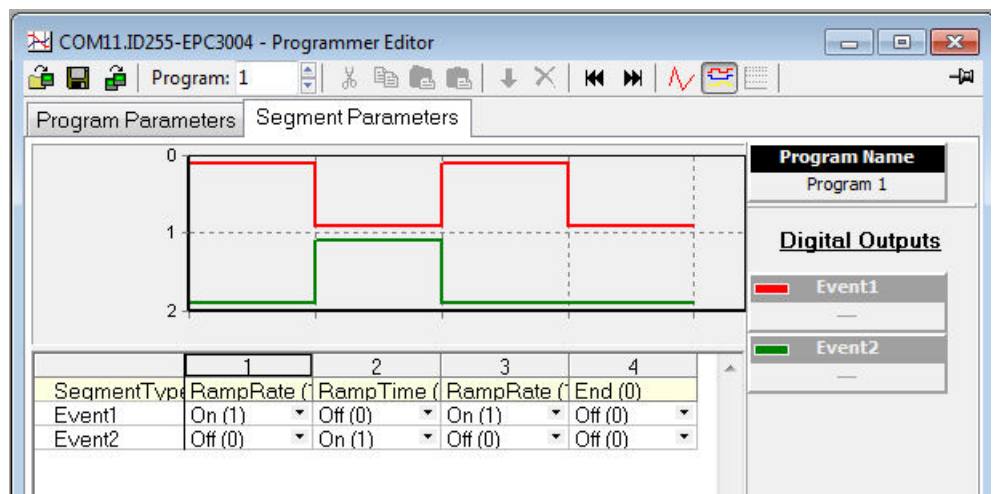 COM11.ID255-EPC3004 - Programmer Editor
Program: 1
Program Parameters
Segment Parameters
0
1
2
Program Name
Program 1
Digital Outputs
Event1
—
Event2
—
1 2 3 4
SegmentType RampRate ( RampTime ( RampRate ( End (0)
Event1 On (1) Off (0) On (1) Off (0)
Event2 Off (0) On (1) Off (0) Off (0)